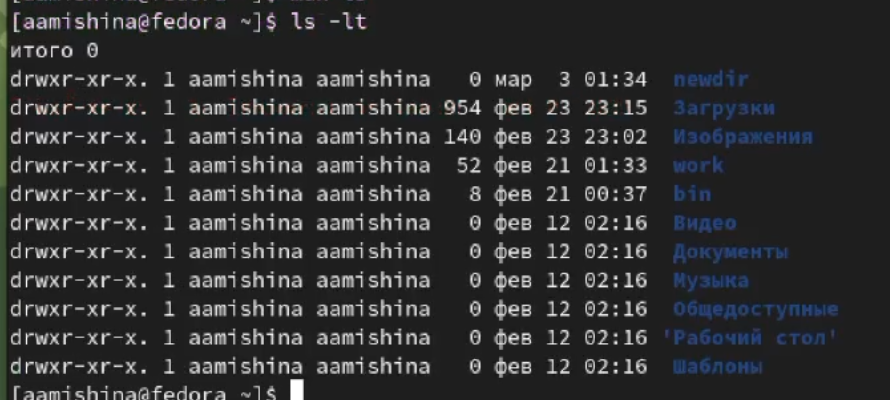 [aamishina@fedora ~]$ ls -lt
итого 0
drwxr-xr-x. 1 aamishina aamishina   0 мар  3 01:34  newdir
drwxr-xr-x. 1 aamishina aamishina 954 фев 23 23:15  Загрузки
drwxr-xr-x. 1 aamishina aamishina 140 фев 23 23:02  Изображения
drwxr-xr-x. 1 aamishina aamishina  52 фев 21 01:33  work
drwxr-xr-x. 1 aamishina aamishina   8 фев 21 00:37  bin
drwxr-xr-x. 1 aamishina aamishina   0 фев 12 02:16  Видео
drwxr-xr-x. 1 aamishina aamishina   0 фев 12 02:16  Документы
drwxr-xr-x. 1 aamishina aamishina   0 фев 12 02:16  Музыка
drwxr-xr-x. 1 aamishina aamishina   0 фев 12 02:16  Общедоступные
drwxr-xr-x. 1 aamishina aamishina   0 фев 12 02:16 'Рабочий стол'
drwxr-xr-x. 1 aamishina aamishina   0 фев 12 02:16  Шаблоны
[aamishina@fedora ~]$